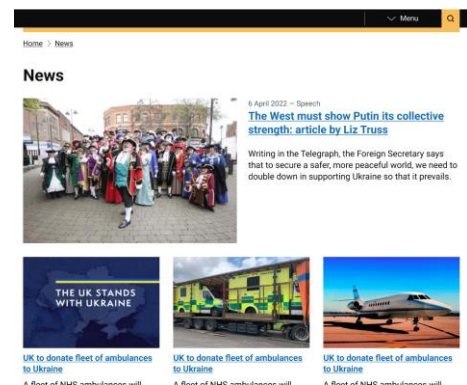 Menu
Home > News
News
6 April 2022 – Speech
The West must show Putin its collective
strength: article by Liz Truss
Writing in the Telegraph, the Foreign Secretary says
that to secure a safer, more peaceful world, we need to
double down in supporting Ukraine so that it prevails.
THE UK STANDS
WITH UKRAINE
UK to donate fleet of ambulances
to Ukraine
A fleet of NHS ambulances will
UK to donate fleet of ambulances
to Ukraine
A fleet of NHS ambulances will
UK to donate fleet of ambulances
to Ukraine
A fleet of NHS ambulances will